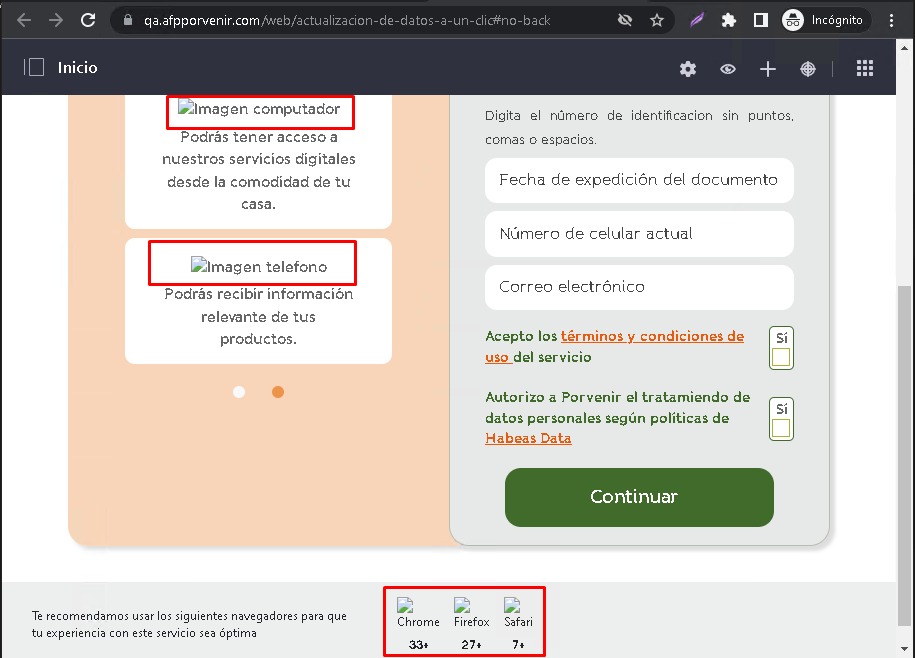 qa.afpporvenir.com/web/actualizacion-de-datos-a-un-clic#no-back
Incógnito
Inicio
Imagen computador
Podrás tener acceso a
nuestros servicios digitales
desde la comodidad de tu
casa.
Imagen telefono
Podrás recibir información
relevante de tus
productos.
Digita el número de identificacion sin puntos,
comas o espacios.
Fecha de expedición del documento
Número de celular actual
Correo electrónico
Acepto los términos y condiciones de
uso del servicio
Sí
Autorizo a Porvenir el tratamiendo de
datos personales según políticas de
Habeas Data
Sí
Continuar
Te recomendamos usar los siguientes navegadores para que
tu experiencia con este servicio sea óptima
Chrome Firefox Safari
33+ 27+ 7+